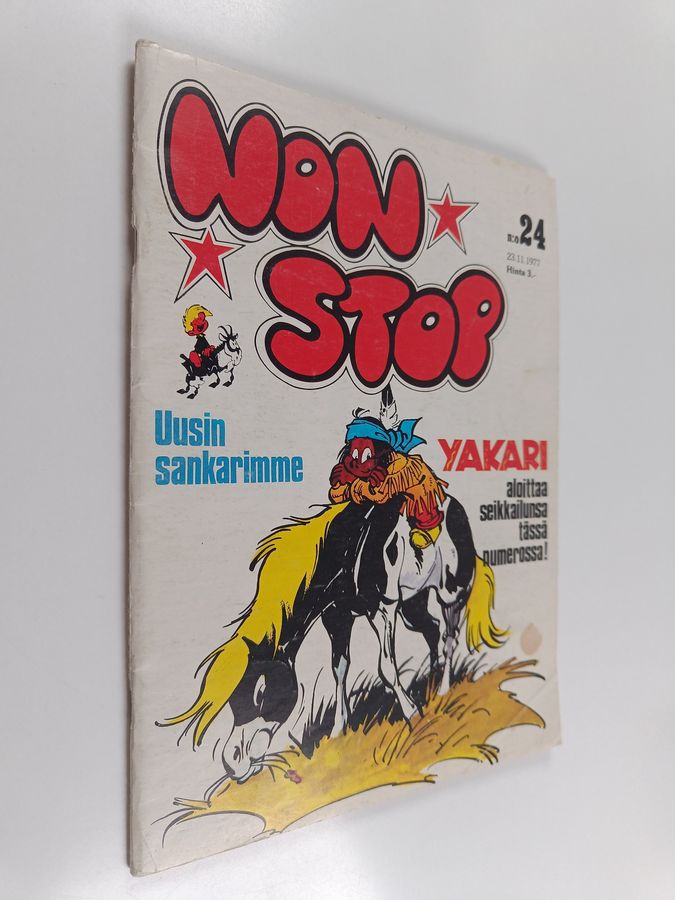 NON
STOP
n:o 24
23.11.1977
Hinta 3,-
Uusin
sankarimme
YAKARI
aloittaa
seikkailunsa
tässä
numerossa!